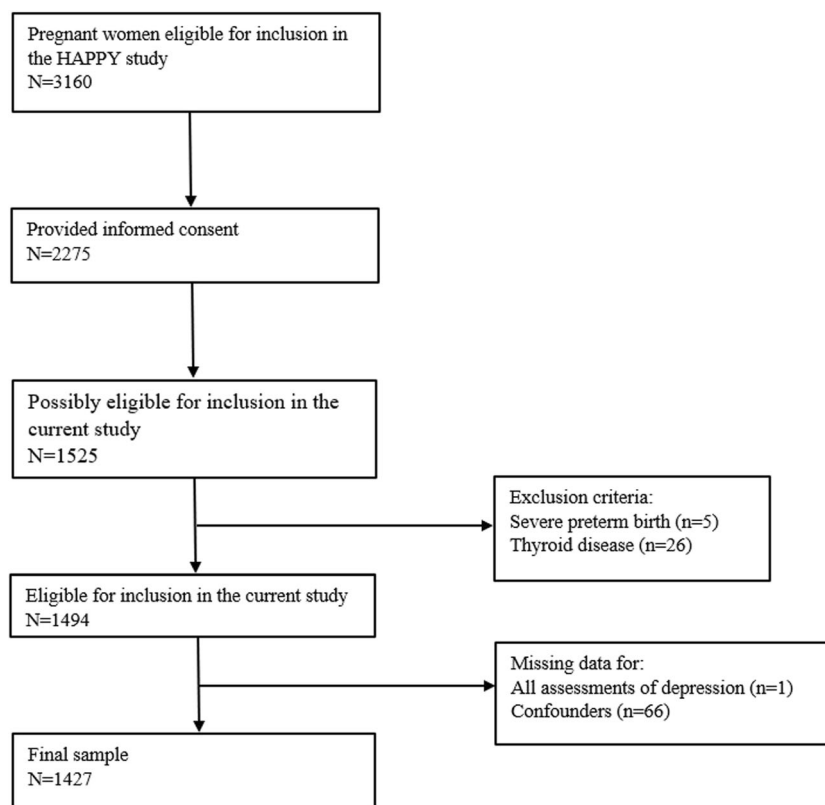 Pregnant women eligible for inclusion in
the HAPPY study
N=3160
Provided informed consent
N=2275
Possibly eligible for inclusion in the
current study
N=1525
Exclusion criteria:
Severe preterm birth (n=5)
Thyroid disease (n=26)
Eligible for inclusion in the current study
N=1494
Missing data for:
All assessments of depression (n=1)
Confounders (n=66)
Final sample
N=1427